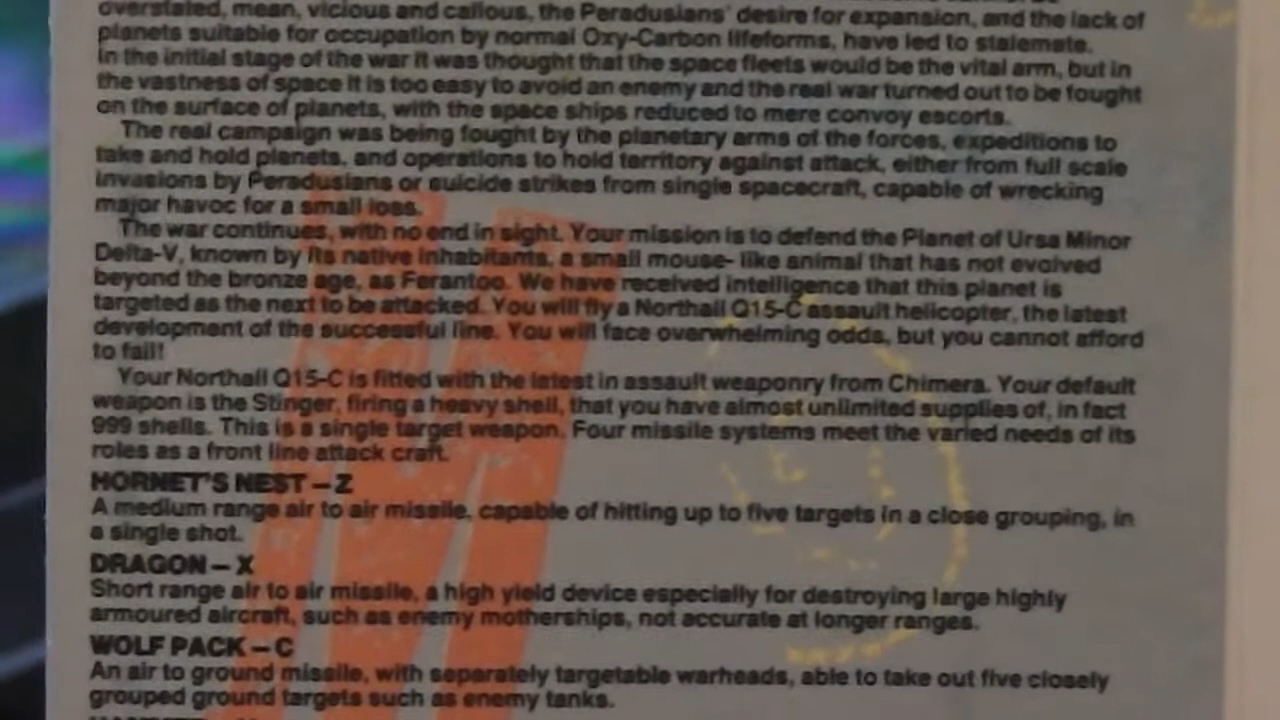 overstated, mean, vicious and callous, the Peradusians' desire for expansion, and the lack of
planets suitable for occupation by normal Oxy-Carbon lifeforms, have led to stalemate.
In the initial stage of the war it was thought that the space fleets would be the vital arm, but in
the vastness of space it is too easy to avoid an enemy and the real war turned out to be fought
on the surface of planets, with the space ships reduced to mere convoy escorts.
The real campaign was being fought by the planetary arms of the forces, expeditions to
take and hold planets, and operations to hold territory against attack, either from full scale
invasions by Peradusians or suicide strikes from single spacecraft, capable of wrecking
major havoc for a small loss.
The war continues, with no end in sight. Your mission is to defend the Planet of Ursa Minor
Delta-V, known by its native inhabitants, a small mouse- like animal that has not evolved
beyond the bronze age, as Ferantoo. We have received intelligence that this planet is
targeted as the next to be attacked. You will fly a Northall Q15-C assault helicopter, the latest
development of the successful line. You will face overwhelming odds, but you cannot afford
to fail!
Your Northall Q15-C is fitted with the latest in assault weaponry from Chimera. Your default
weapon is the Stinger, firing a heavy shell, that you have almost unlimited supplies of, in fact
999 shells. This is a single target weapon. Four missile systems meet the varied needs of its
roles as a front line attack craft.
HORNET'S NEST – Z
A medium range air to air missile, capable of hitting up to five targets in a close grouping, in
a single shot.
DRAGON – X
Short range air to air missile, a high yield device especially for destroying large highly
armoured aircraft, such as enemy motherships, not accurate at longer ranges.
WOLF PACK – C
An air to ground missile, with separately targetable warheads, able to take out five closely
grouped ground targets such as enemy tanks.